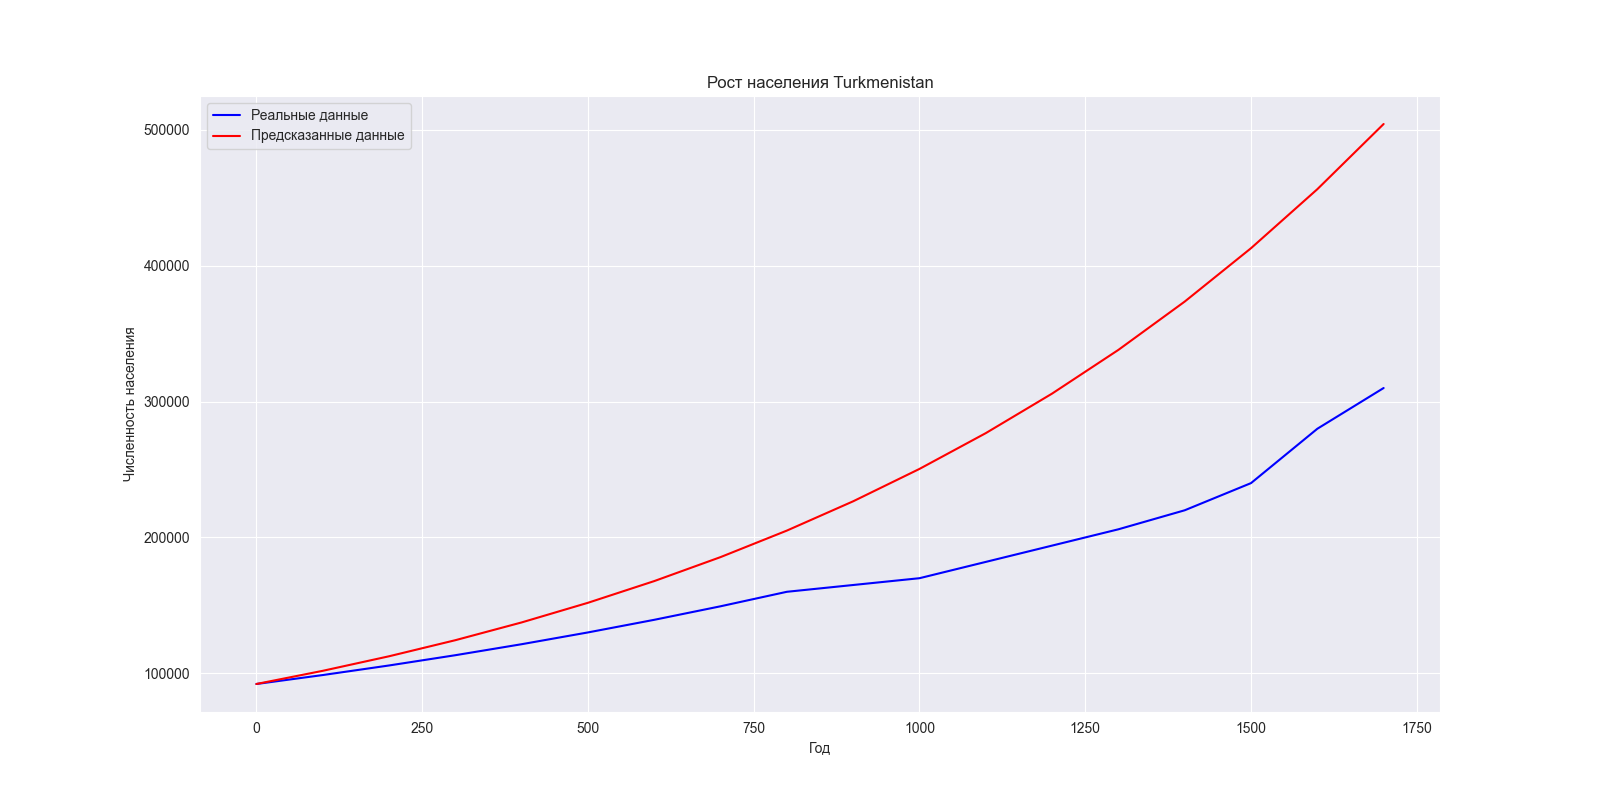 Рост населения Turkmenistan
Реальные данные
Предсказанные данные
Численность населения
500000
400000
300000
200000
100000
0 250 500 750 1000 1250 1500 1750
Год